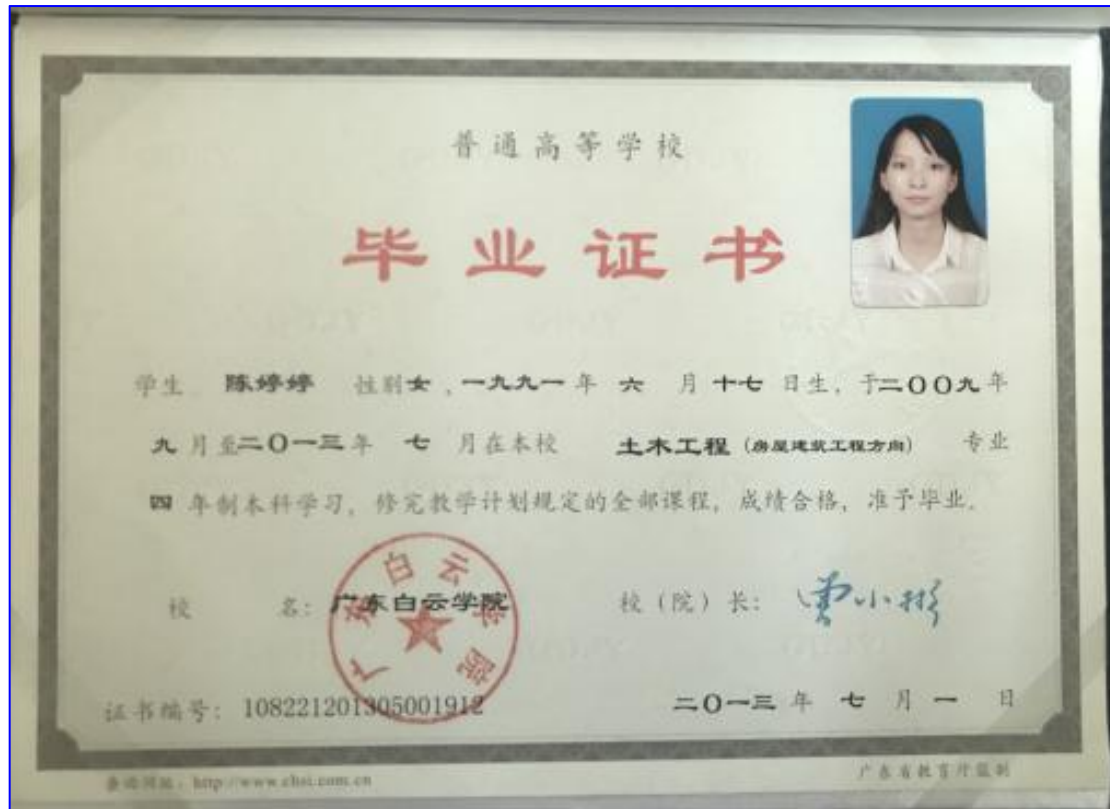 普通高等学校
毕业证书
学生 陈婷婷 性别女，一九九一年 六 月十七日生，于二〇〇九年
九月至二〇一三年 七 月在本校 土木工程（房屋建筑工程方向） 专业
四 年制本科学习，修完教学计划规定的全部课程，成绩合格，准予毕业。
校 名：广东白云学院 校（院）长：
广东白云学院
证书编号：108221201305001912 二〇一三年 七 月 一 日
查询网址：http://www.chsi.com.cn 广东省教育厅监制